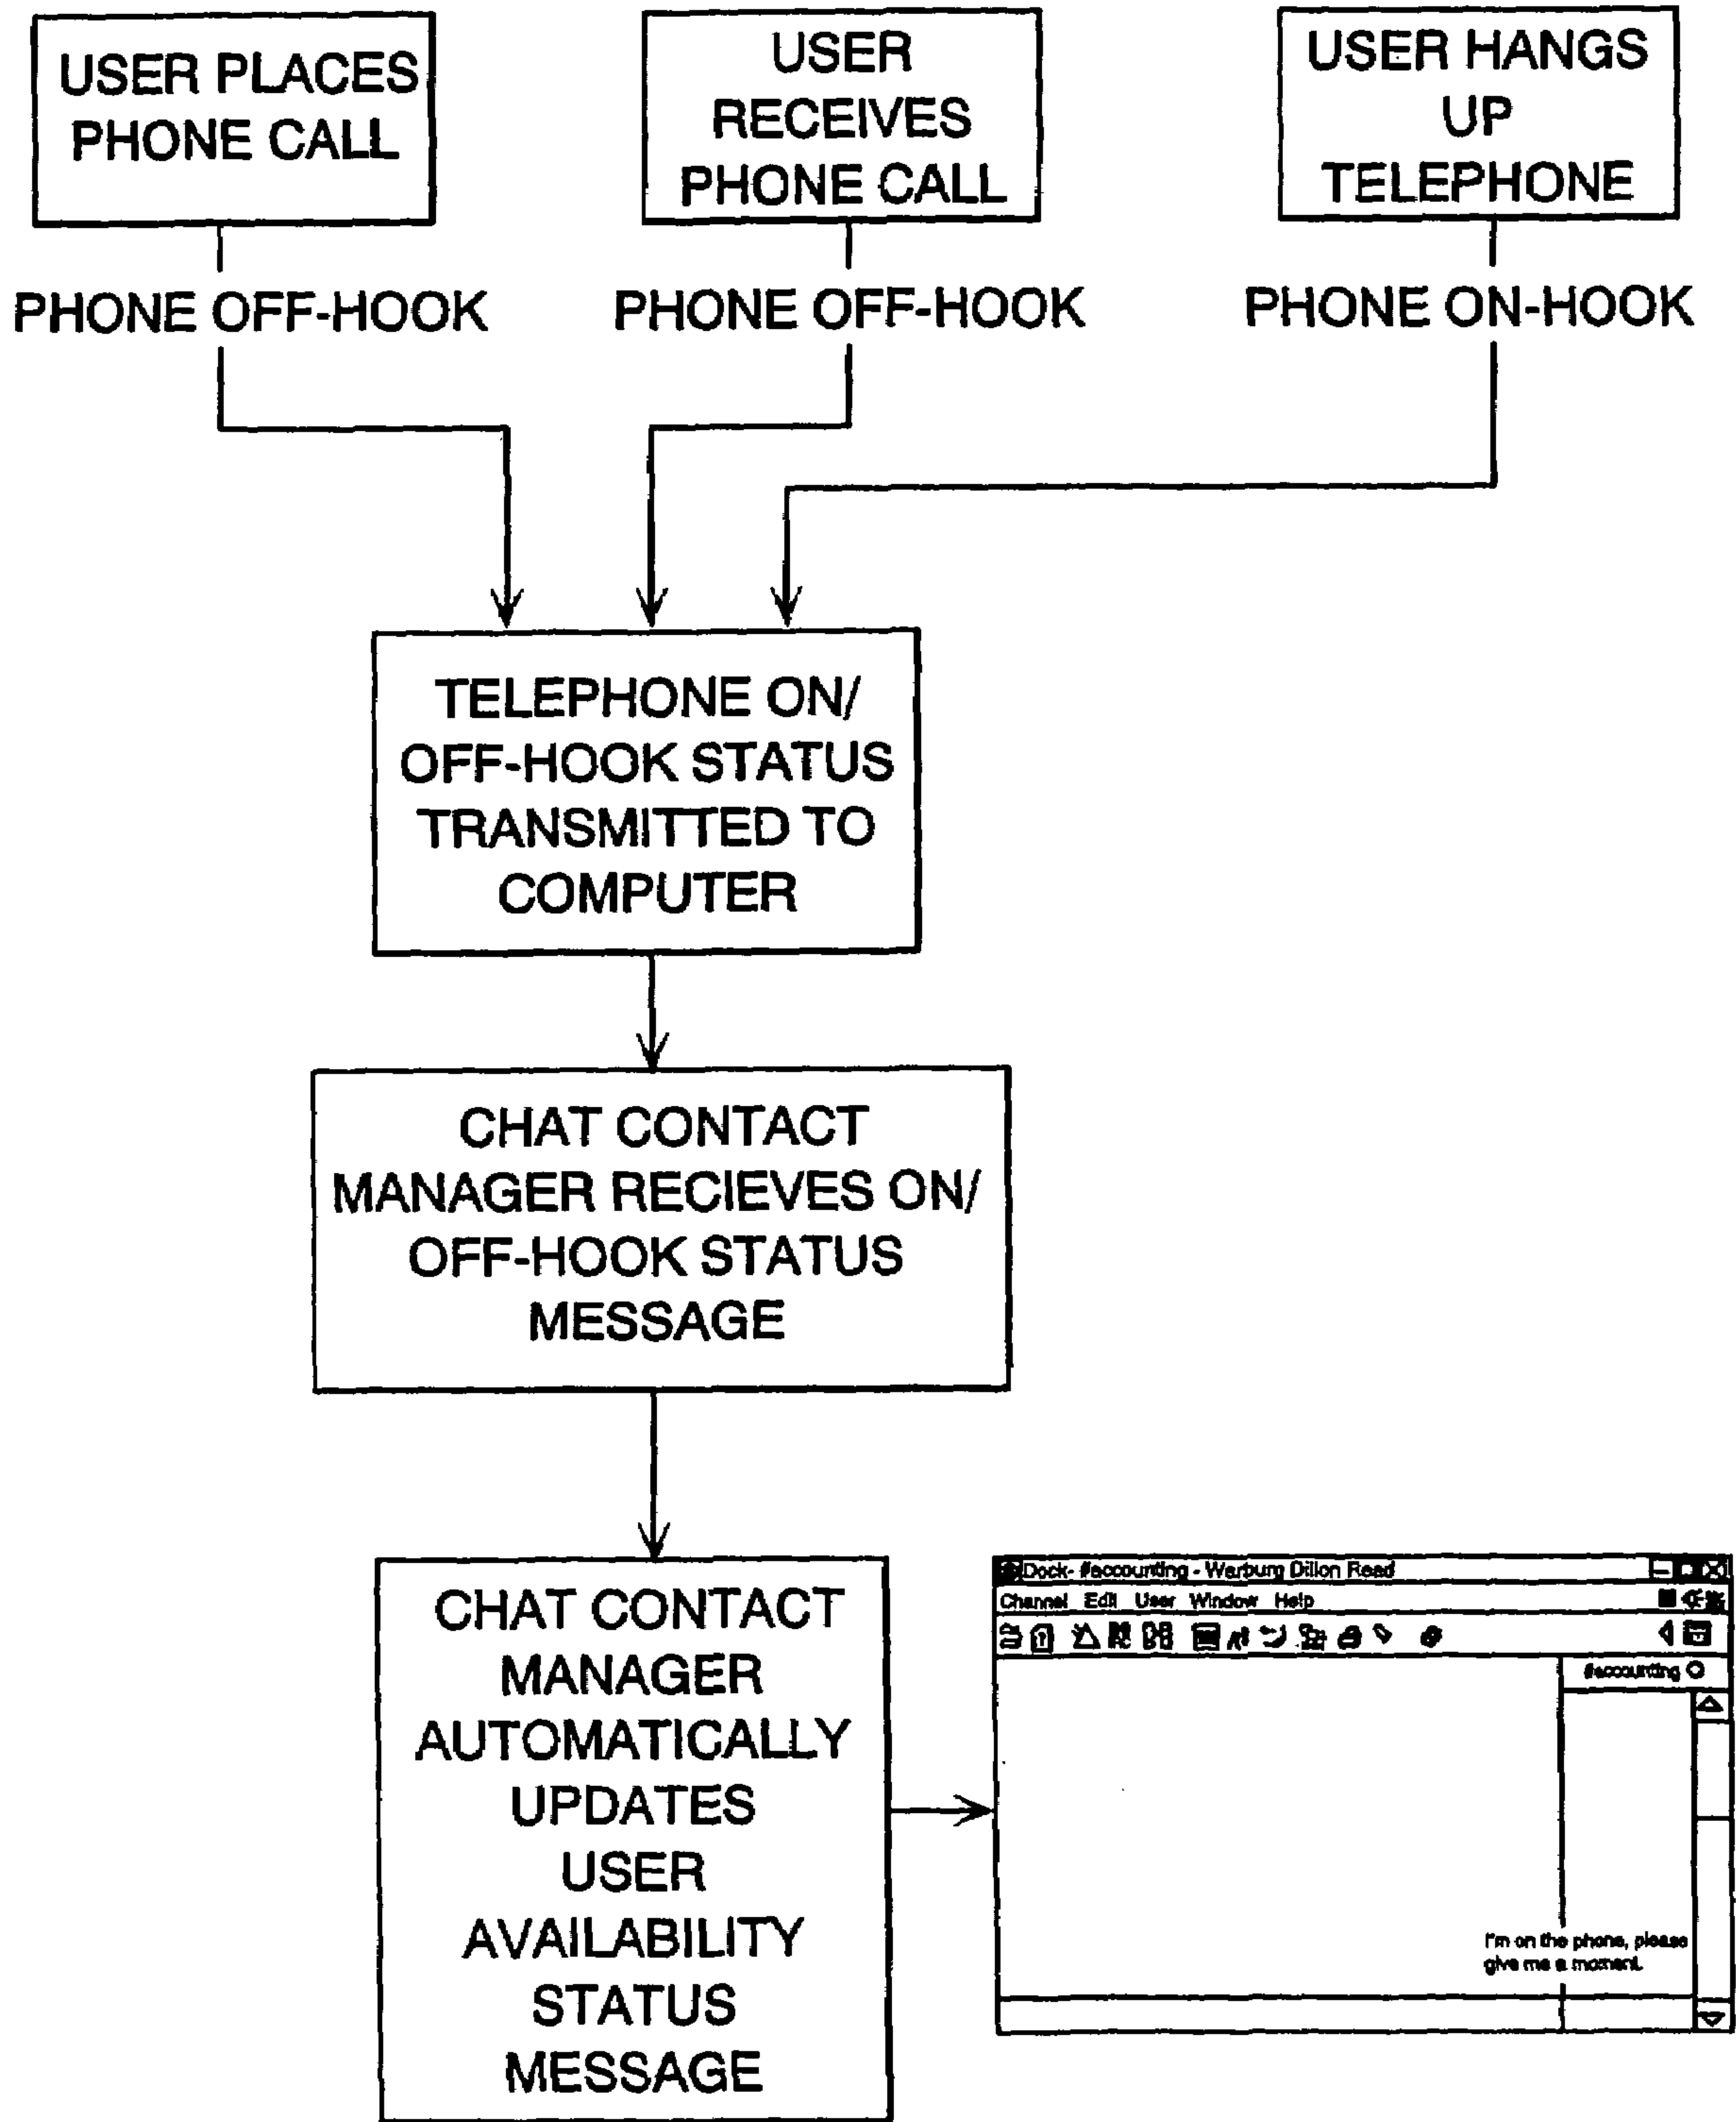 USER PLACES
PHONE CALL
USER
RECEIVES
PHONE CALL
USER HANGS
UP
TELEPHONE
PHONE OFF-HOOK
PHONE OFF-HOOK
PHONE ON-HOOK
TELEPHONE ON/
OFF-HOOK STATUS
TRANSMITTED TO
COMPUTER
CHAT CONTACT
MANAGER RECIEVES ON/
OFF-HOOK STATUS
MESSAGE
CHAT CONTACT
MANAGER
AUTOMATICALLY
UPDATES
USER
AVAILABILITY
STATUS
MESSAGE
Dock- #accounting - Warburg Dillon Read
Channel Edit User Window Help
#accounting
I'm on the phone, please
give me a moment.